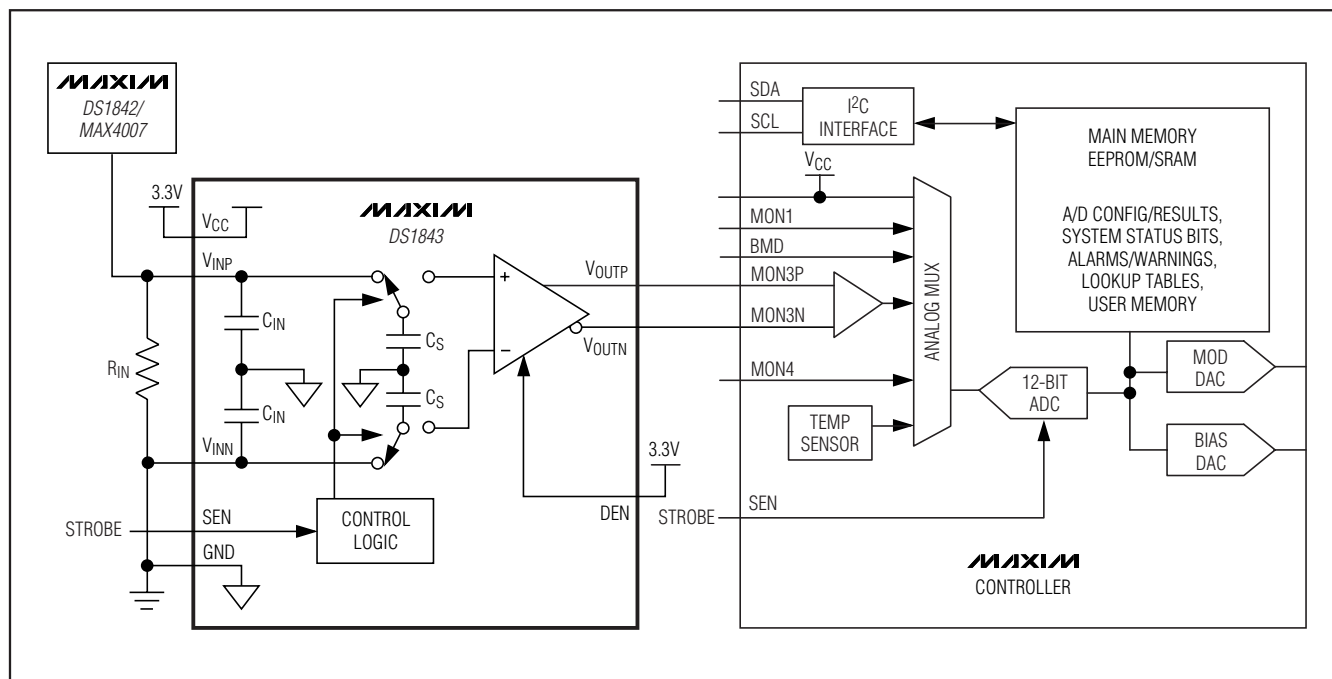 MAXIM
DS1842/
MAX4007
3.3V
VCC
VINP
RIN
CIN
CIN
VINN
STROBE
SEN
GND
MAXIM
DS1843
CS
CS
CONTROL
LOGIC
+
−
VOUTP
VOUTN
3.3V
DEN
SDA
SCL
I2C
INTERFACE
VCC
MON1
BMD
MON3P
MON3N
MON4
ANALOG MUX
TEMP
SENSOR
STROBE
SEN
MAIN MEMORY
EEPROM/SRAM
A/D CONFIG/RESULTS,
SYSTEM STATUS BITS,
ALARMS/WARNINGS,
LOOKUP TABLES,
USER MEMORY
12-BIT
ADC
MOD
DAC
BIAS
DAC
MAXIM
CONTROLLER